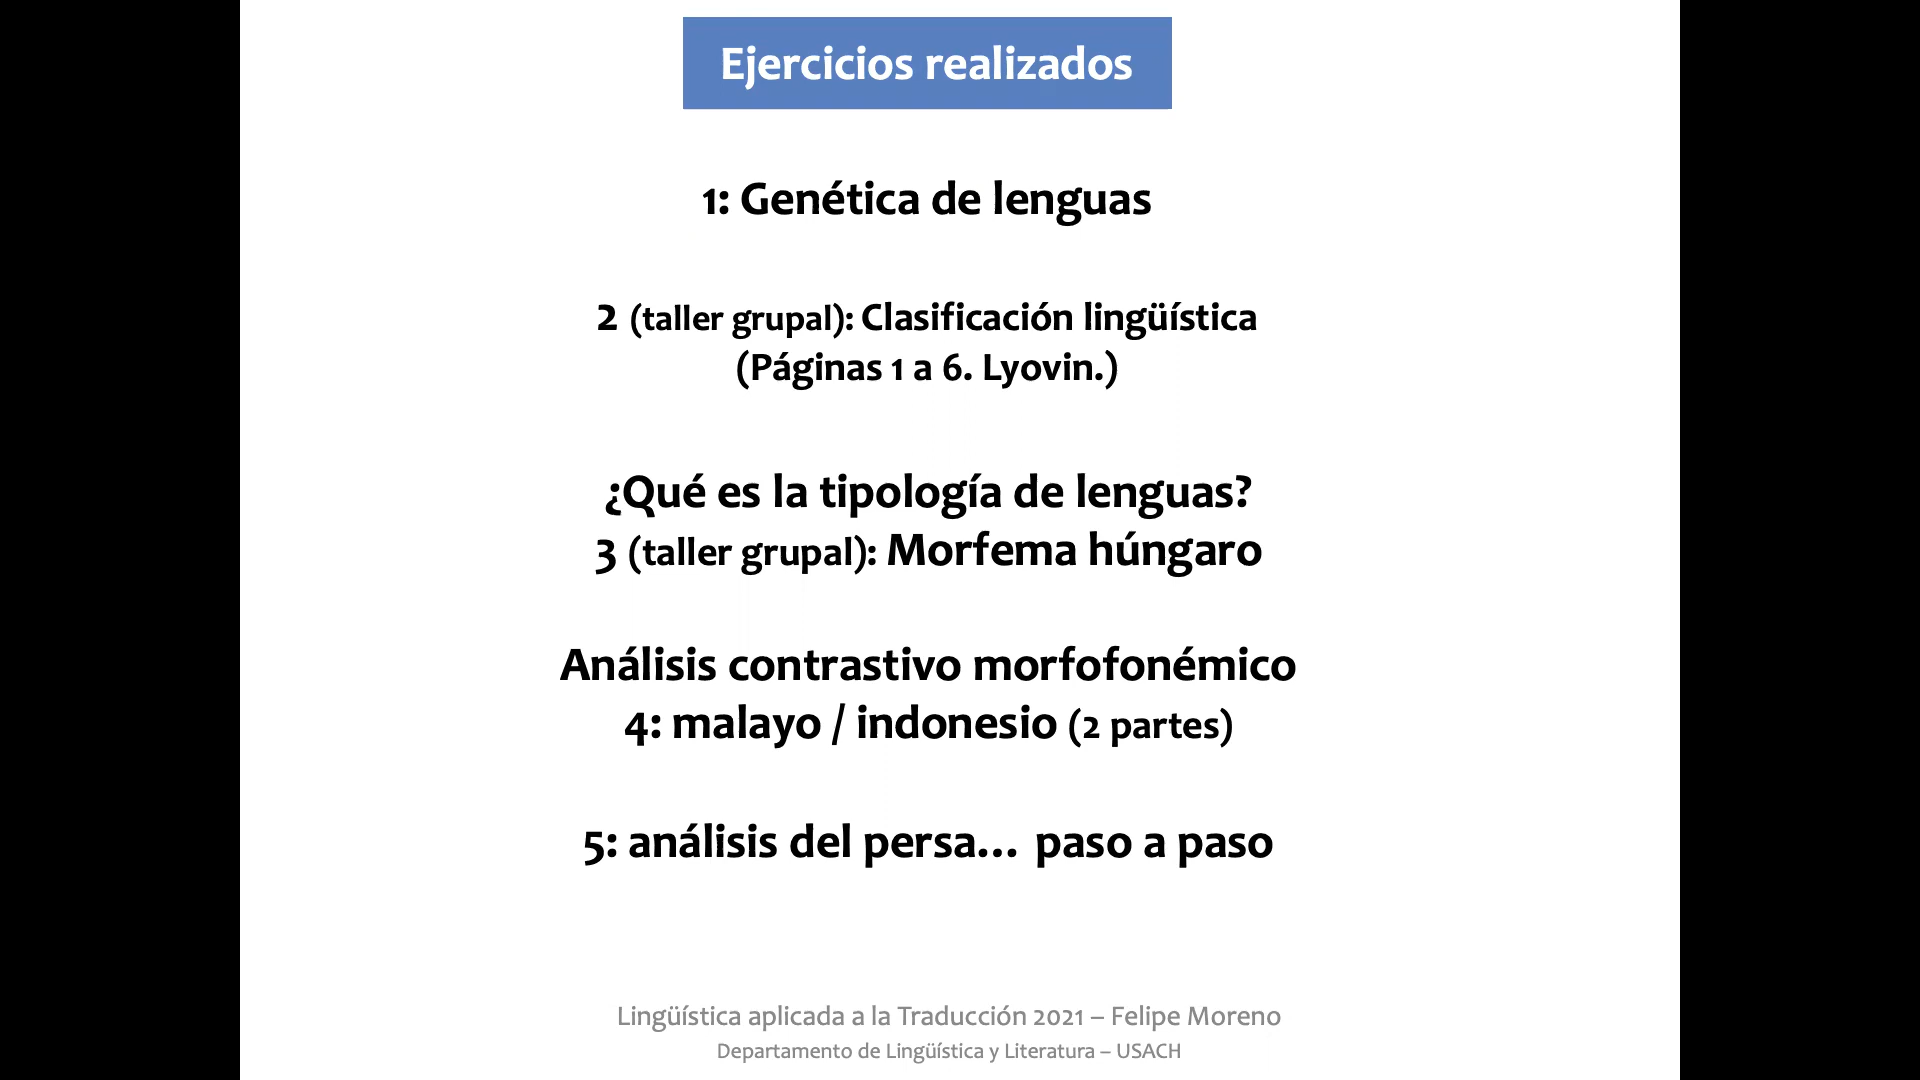 Ejercicios realizados
1: Genética de lenguas
2 (taller grupal): Clasificación lingüística
(Páginas 1 a 6. Lyovin.)
¿Qué es la tipología de lenguas?
3 (taller grupal): Morfema húngaro
Análisis contrastivo morfofonémico
4: malayo / indonesio (2 partes)
5: análisis del persa... paso a paso
Lingüística aplicada a la Traducción 2021 – Felipe Moreno
Departamento de Lingüística y Literatura – USACH